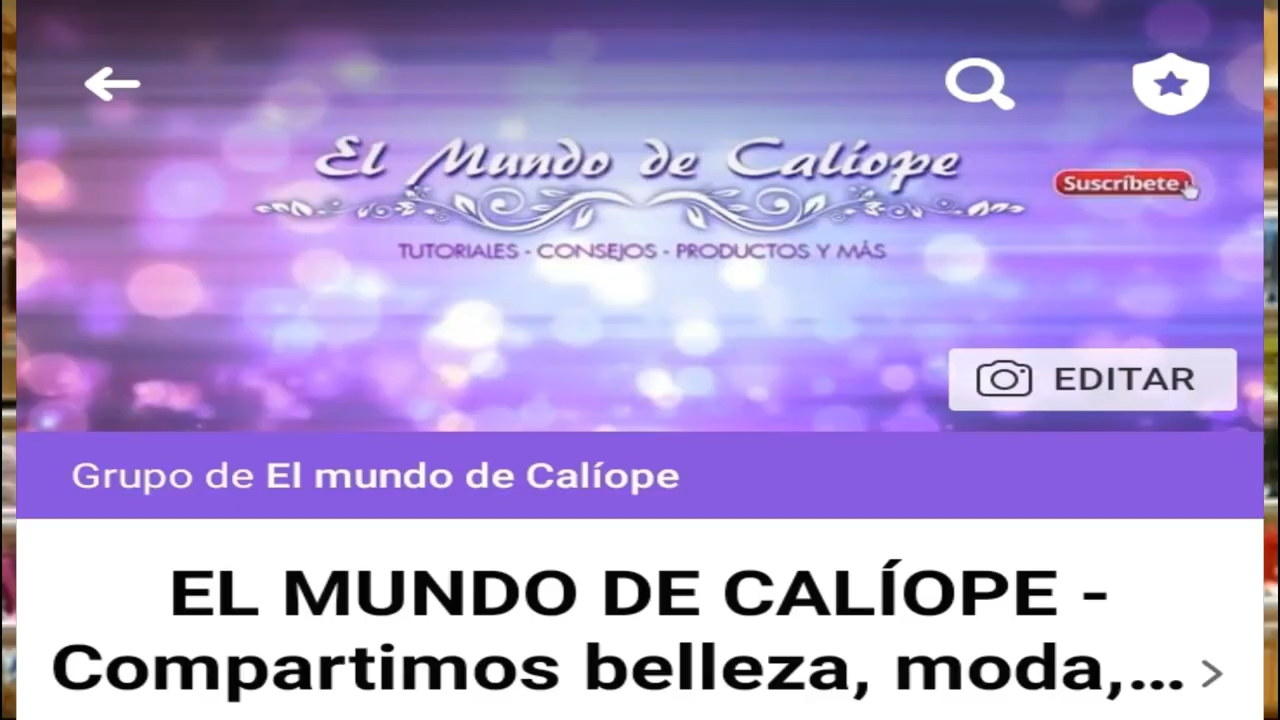 El Mundo de Calíope
Suscríbete
TUTORIALES - CONSEJOS - PRODUCTOS Y MÁS
EDITAR
Grupo de El mundo de Calíope
EL MUNDO DE CALÍOPE -
Compartimos belleza, moda,...